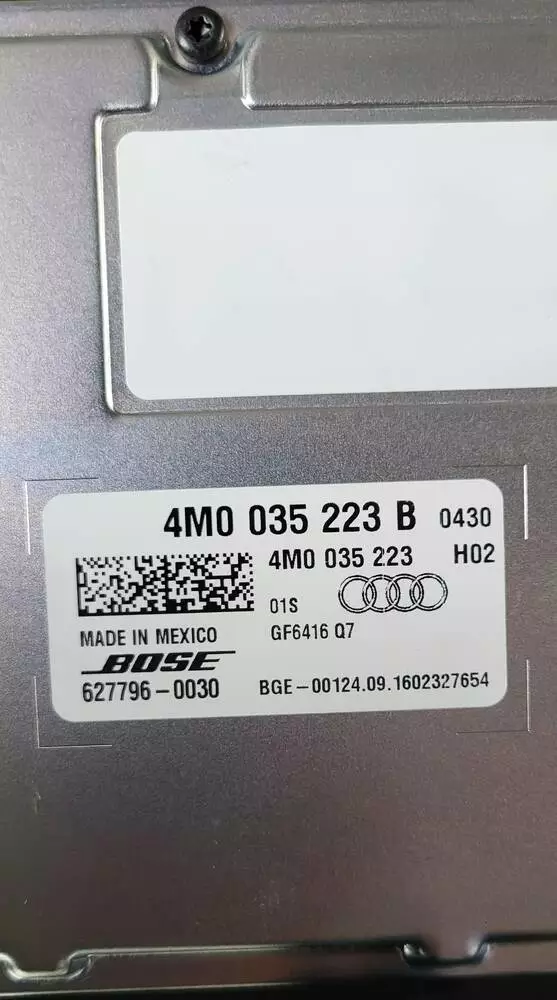 4M0 035 223 B 0430
4M0 035 223 H02
01S
GF6416 Q7
MADE IN MEXICO
BOSE
627796-0030
BGE-00124.09.1602327654